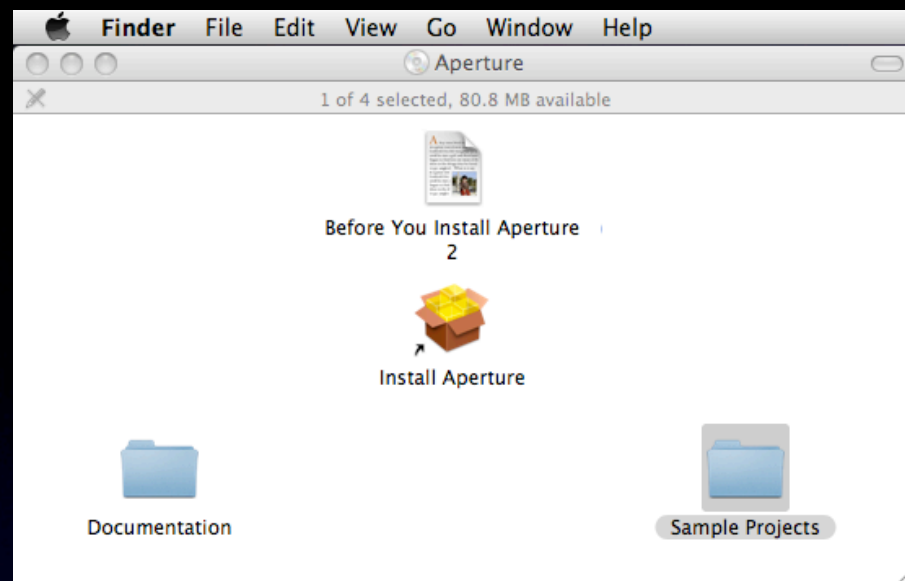 Finder File Edit View Go Window Help
Aperture
1 of 4 selected, 80.8 MB available
Before You Install Aperture
2
Install Aperture
Documentation
Sample Projects